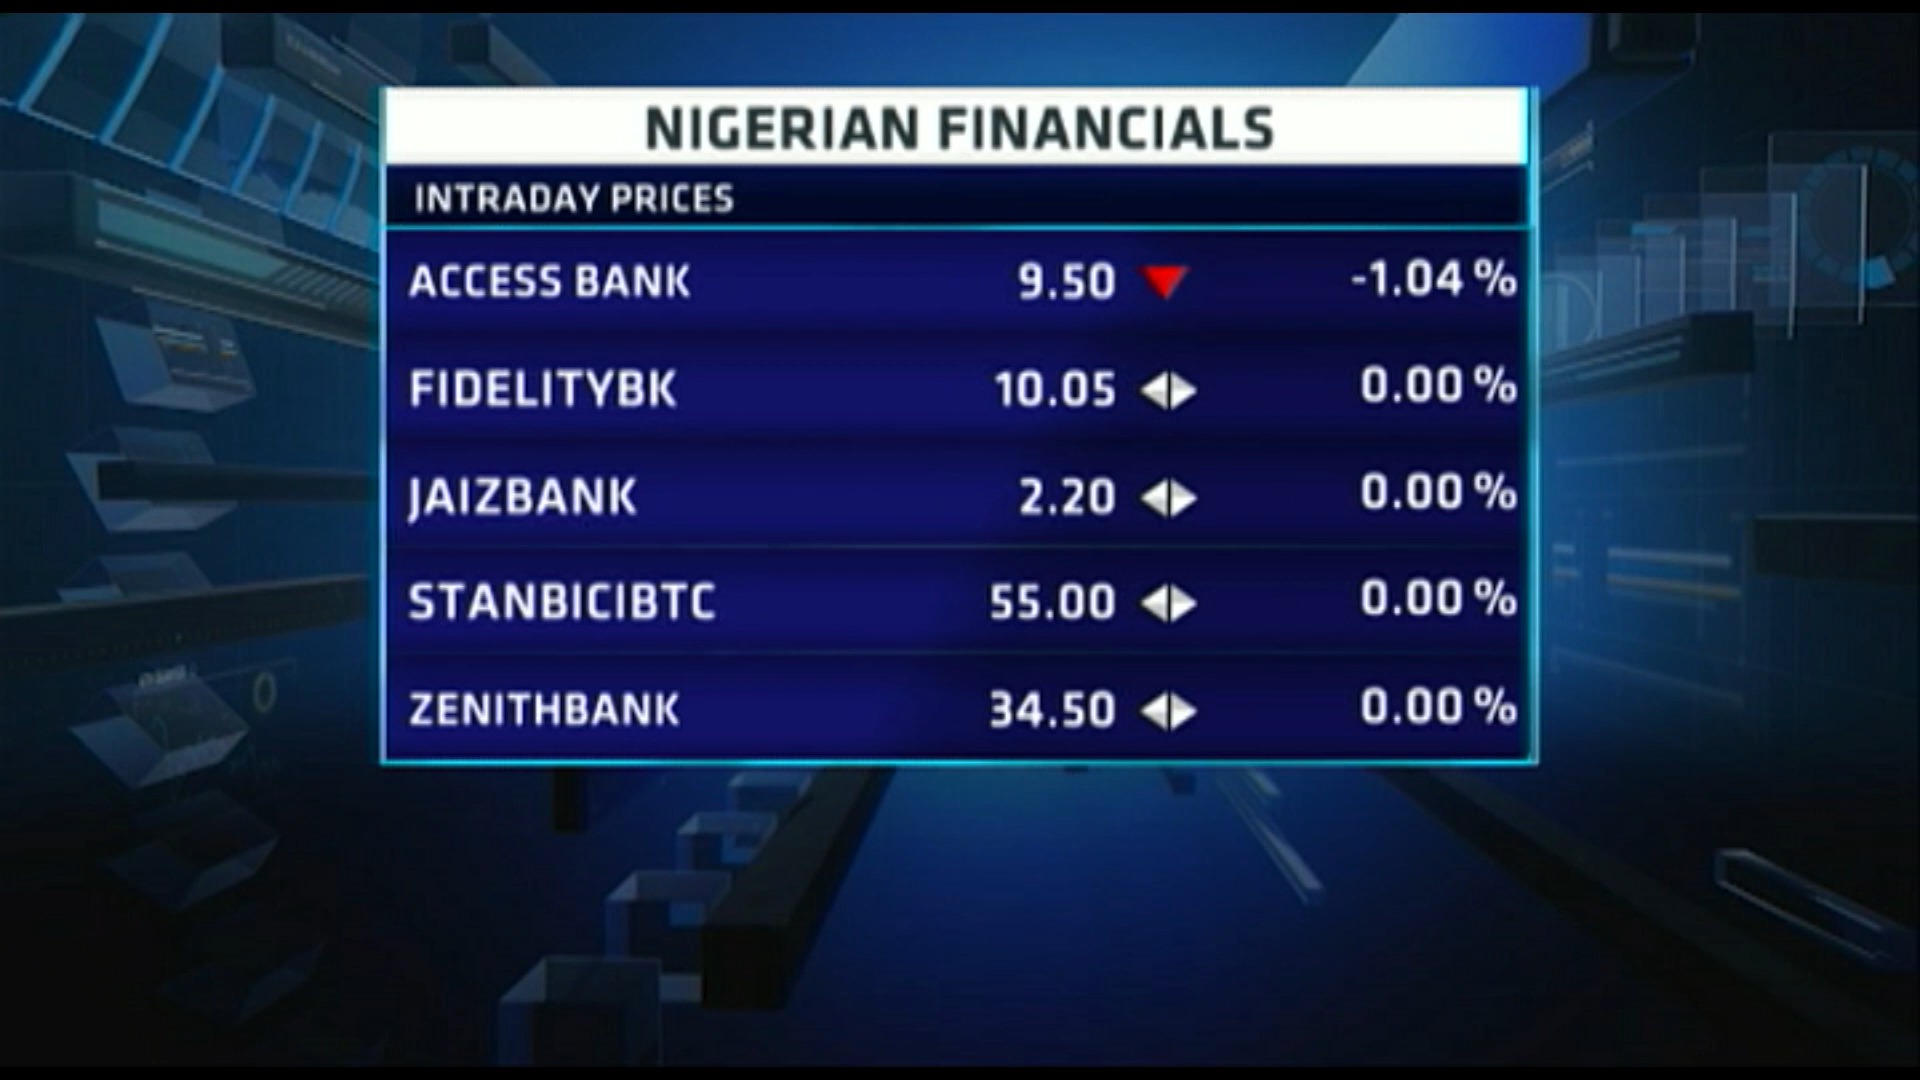 NIGERIAN FINANCIALS
INTRADAY PRICES
ACCESS BANK 9.50 -1.04 %
FIDELITYBK 10.05 0.00 %
JAIZBANK 2.20 0.00 %
STANBICIBTC 55.00 0.00 %
ZENITHBANK 34.50 0.00 %